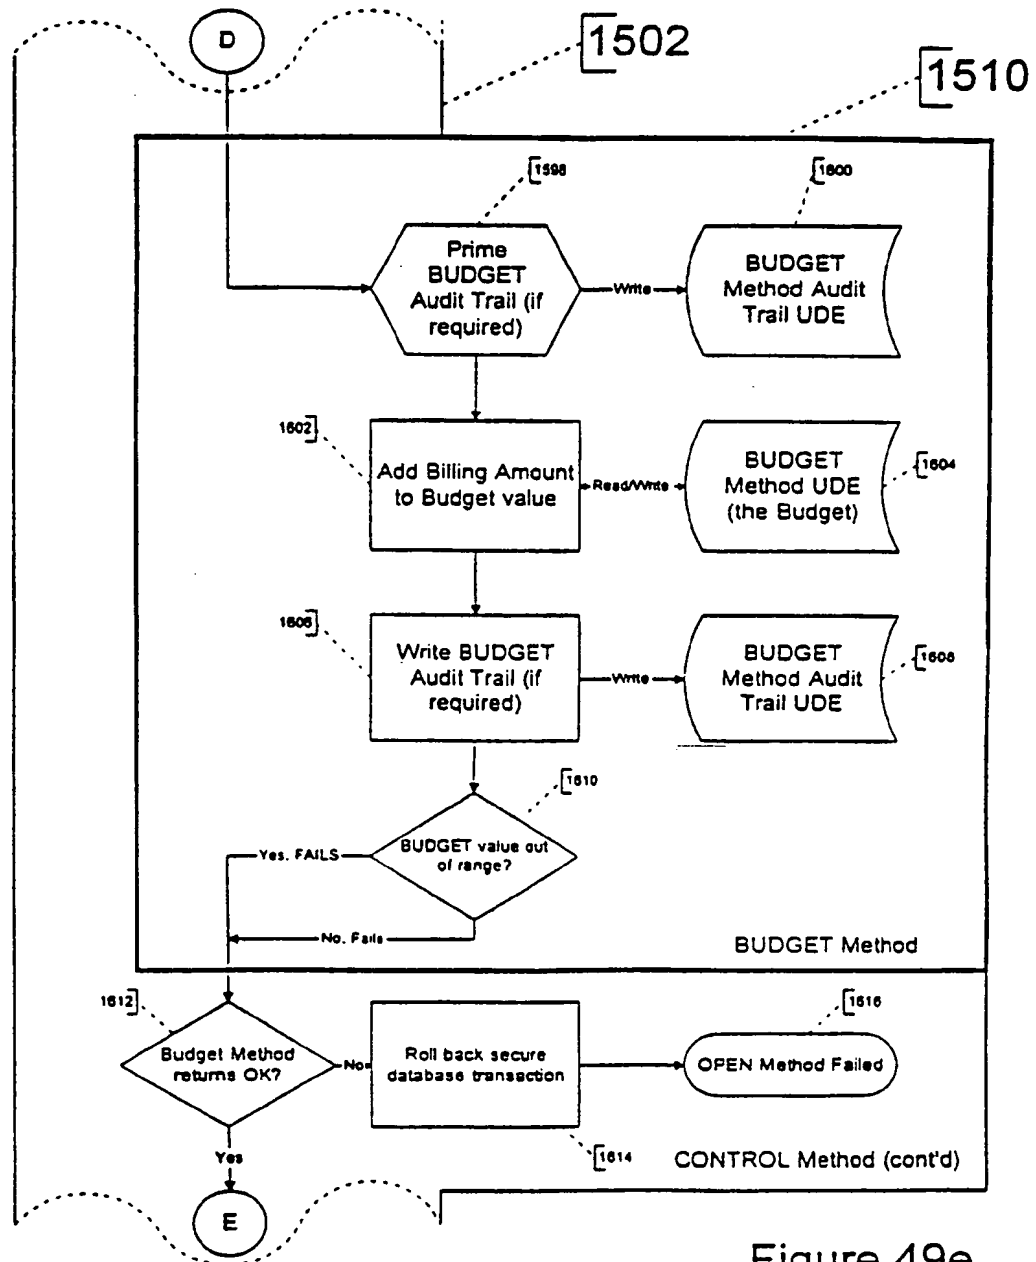 D
1502
1510
1598
1600
Prime
BUDGET
Audit Trail (if
required)
Write
BUDGET
Method Audit
Trail UDE
1602
Add Billing Amount
to Budget value
Read/Write
BUDGET
Method UDE
(the Budget)
1604
1606
Write BUDGET
Audit Trail (if
required)
Write
BUDGET
Method Audit
Trail UDE
1608
1610
BUDGET value out
of range?
Yes, FAILS
No, Fails
BUDGET Method
1612
1616
Budget Method
returns OK?
No
Roll back secure
database transaction
OPEN Method Failed
Yes
1614
CONTROL Method (cont'd)
E
Figure 49e